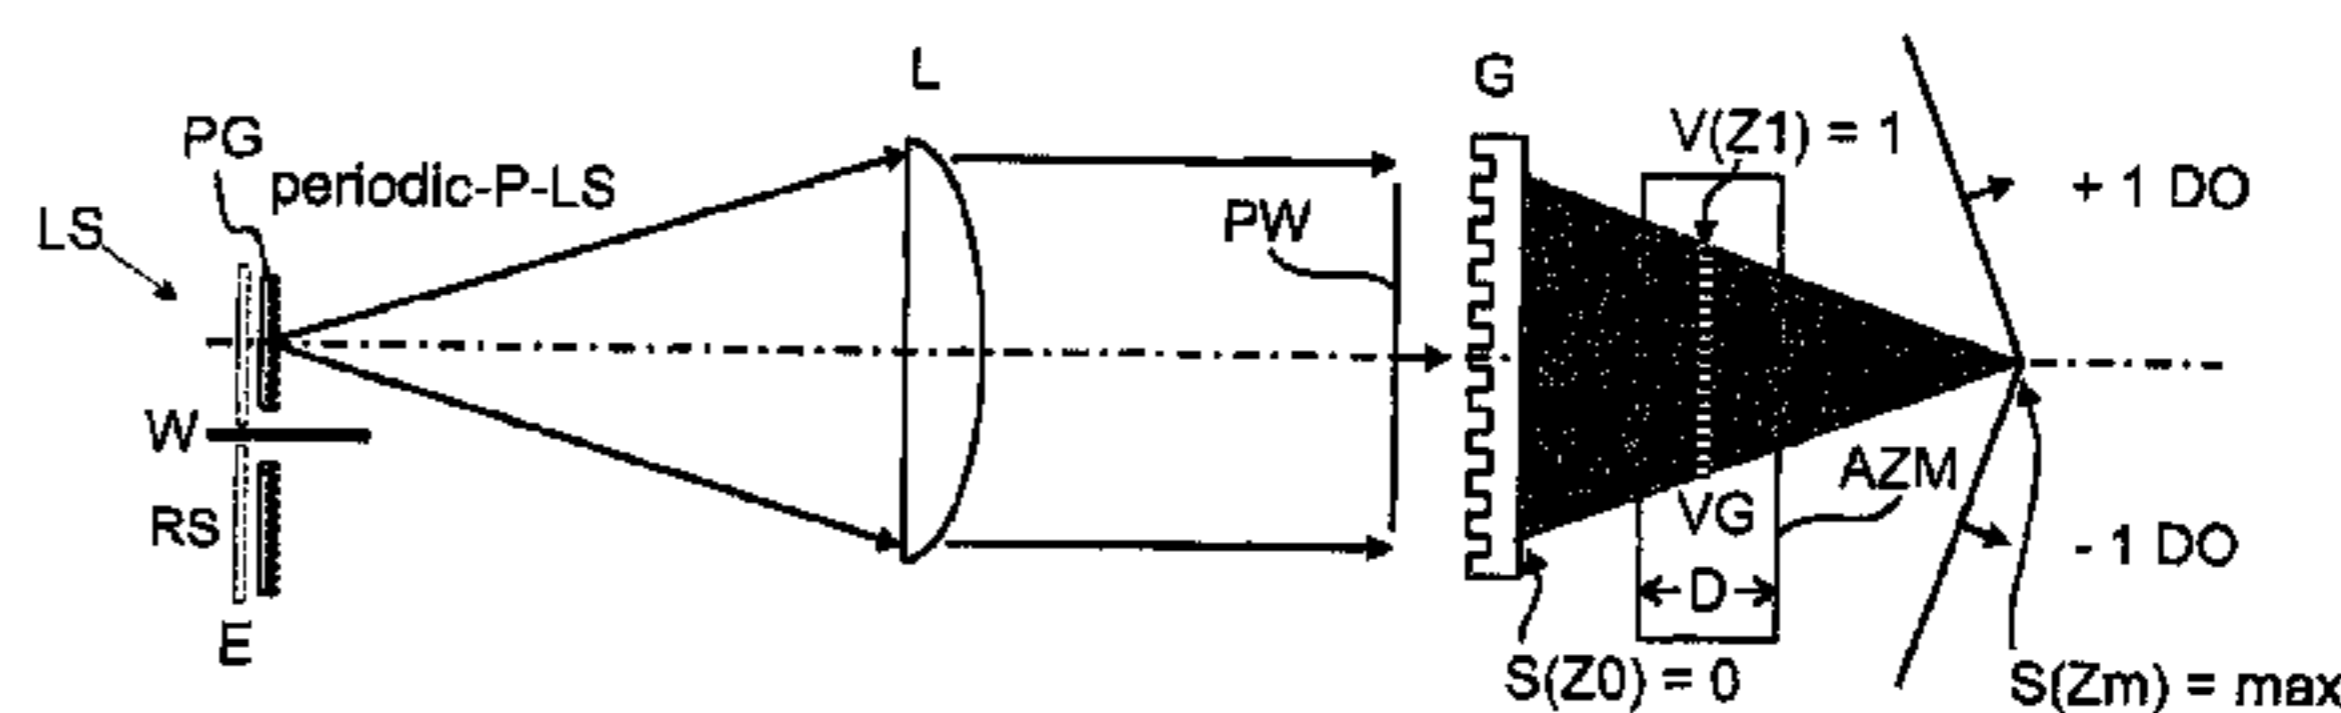 L
G
PG
V(Z1) = 1
periodic-P-LS
+ 1 DO
LS
PW
W
AZM
RS
VG
- 1 DO
D
E
S(Z0) = 0
S(Zm) = max